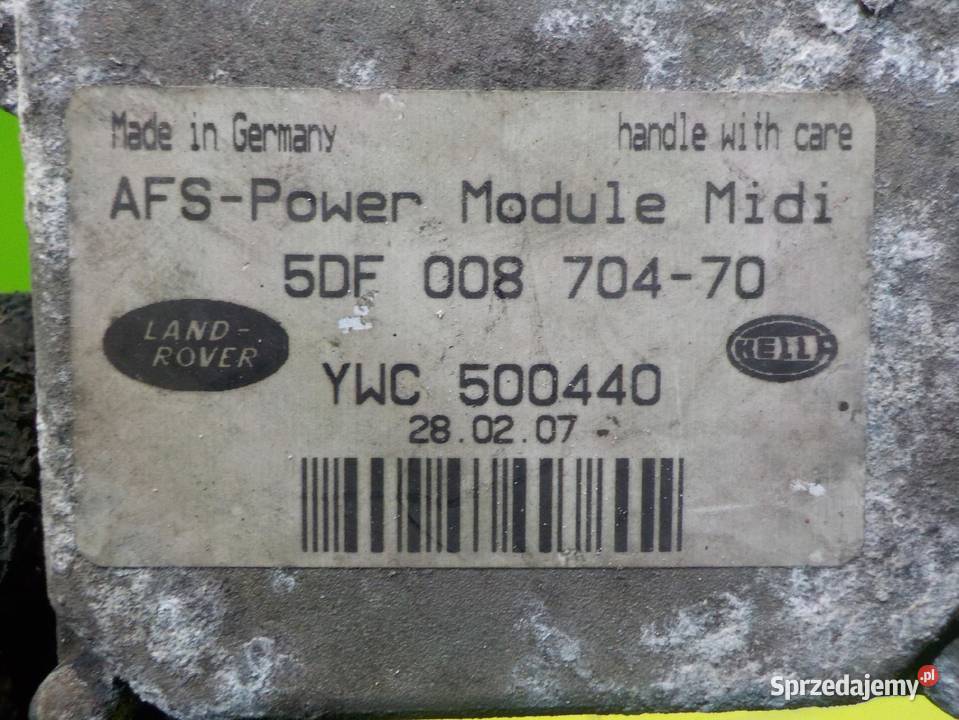 Made in Germany handle with care
AFS-Power Module Midi
5DF 008 704-70
LAND-
ROVER
HELLA
YWC 500440
28.02.07
Sprzedajemy.pl